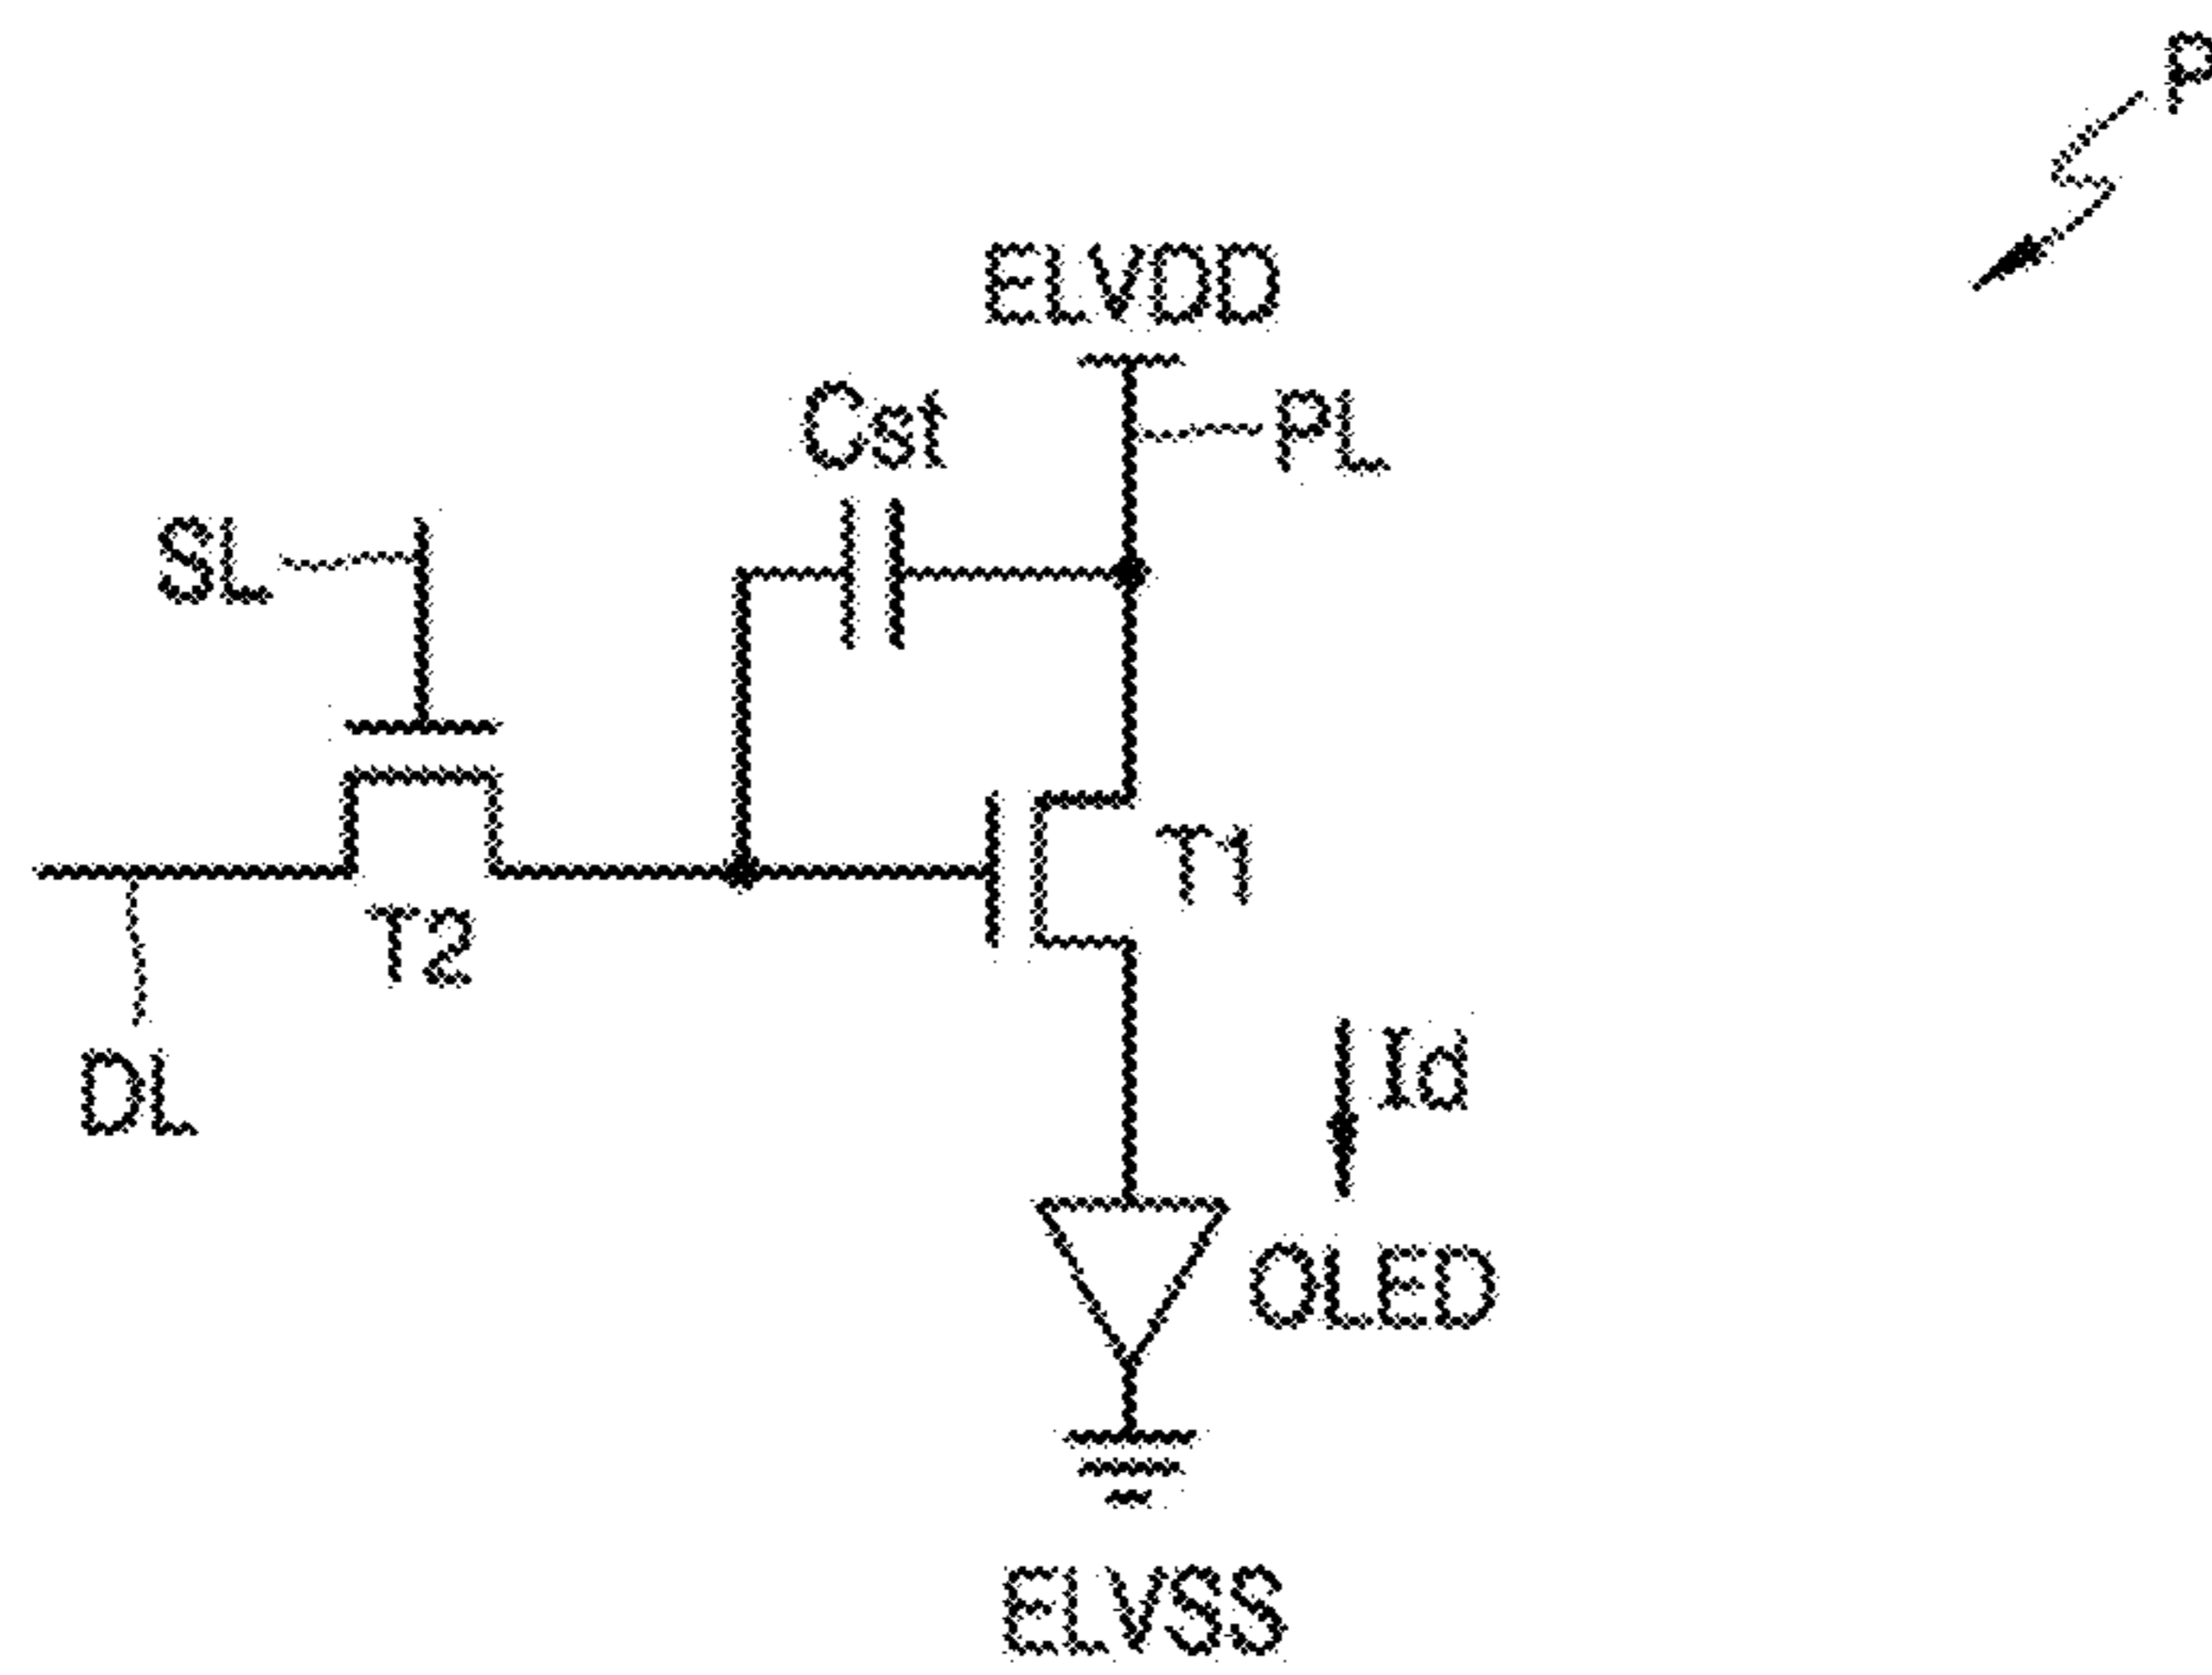 P
ELVDD
Cst
PL
SL
T1
T2
Id
DL
OLED
ELVSS